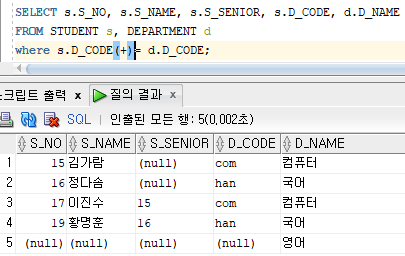 SELECT s.S_NO, s.S_NAME, s.S_SENIOR, s.D_CODE, d.D_NAME
FROM STUDENT s, DEPARTMENT d
where s.D_CODE(+)= d.D_CODE;
스크립트 출력 x 질의 결과 x
SQL | 인출된 모든 행: 5(0,002초)
S_NO S_NAME S_SENIOR D_CODE D_NAME
1 15 김가람 (null) com 컴퓨터
2 16 정다솜 (null) han 국어
3 17 이진수 15 com 컴퓨터
4 19 황명훈 16 han 국어
5 (null) (null) (null) (null) 영어